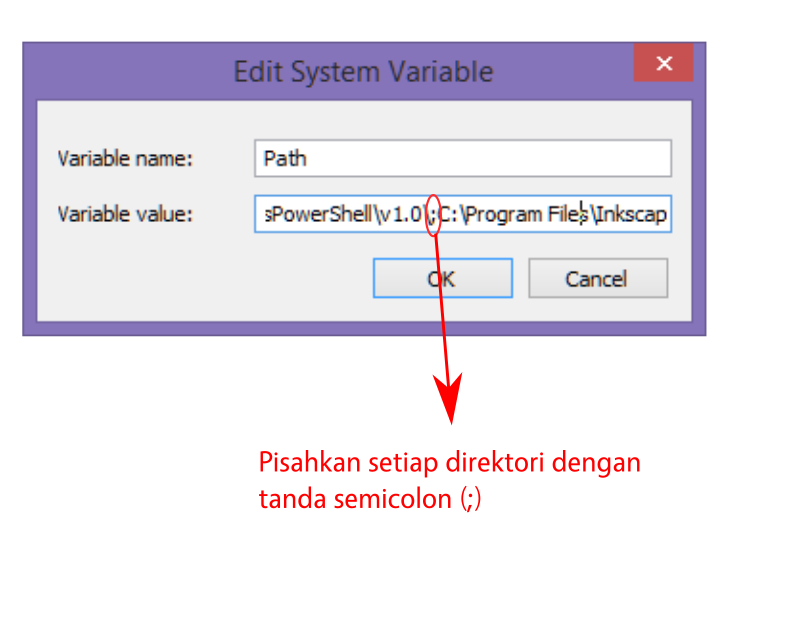 Edit System Variable
Variable name: Path
Variable value: sPowerShell\v1.0\;C:\Program Files\Inkscap
OK Cancel
Pisahkan setiap direktori dengan
tanda semicolon (;)